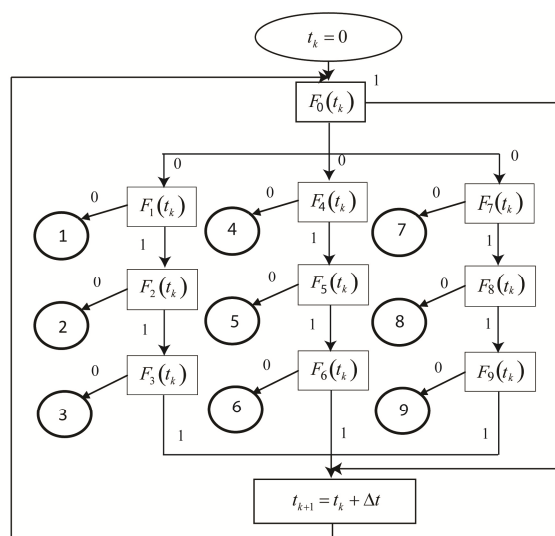 t_k = 0
1
F_0(t_k)
0 0 0
0 F_1(t_k) 0 F_4(t_k) 0 F_7(t_k)
1 4 7
1 1 1
0 F_2(t_k) 0 F_5(t_k) 0 F_8(t_k)
2 5 8
1 1 1
0 F_3(t_k) 0 F_6(t_k) 0 F_9(t_k)
3 6 9
1 1 1
t_{k+1} = t_k + Δt